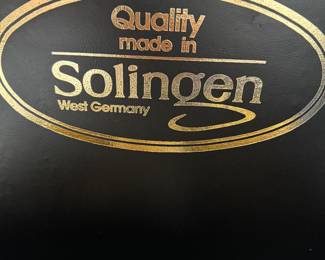 Quality
made in
Solingen
West Germany